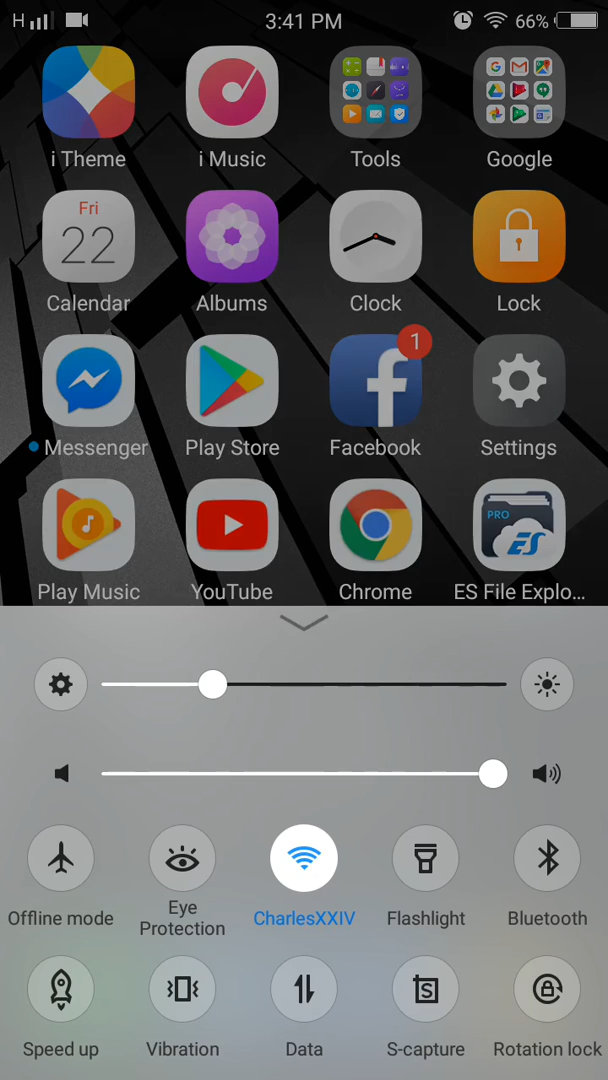 H 3:41 PM 66%
i Theme i Music Tools Google
Fri
22
Calendar Albums Clock Lock
1
Messenger Play Store Facebook Settings
PRO
ES
Play Music YouTube Chrome ES File Explo...
Offline mode Eye Protection CharlesXXIV Flashlight Bluetooth
S
Speed up Vibration Data S-capture Rotation lock